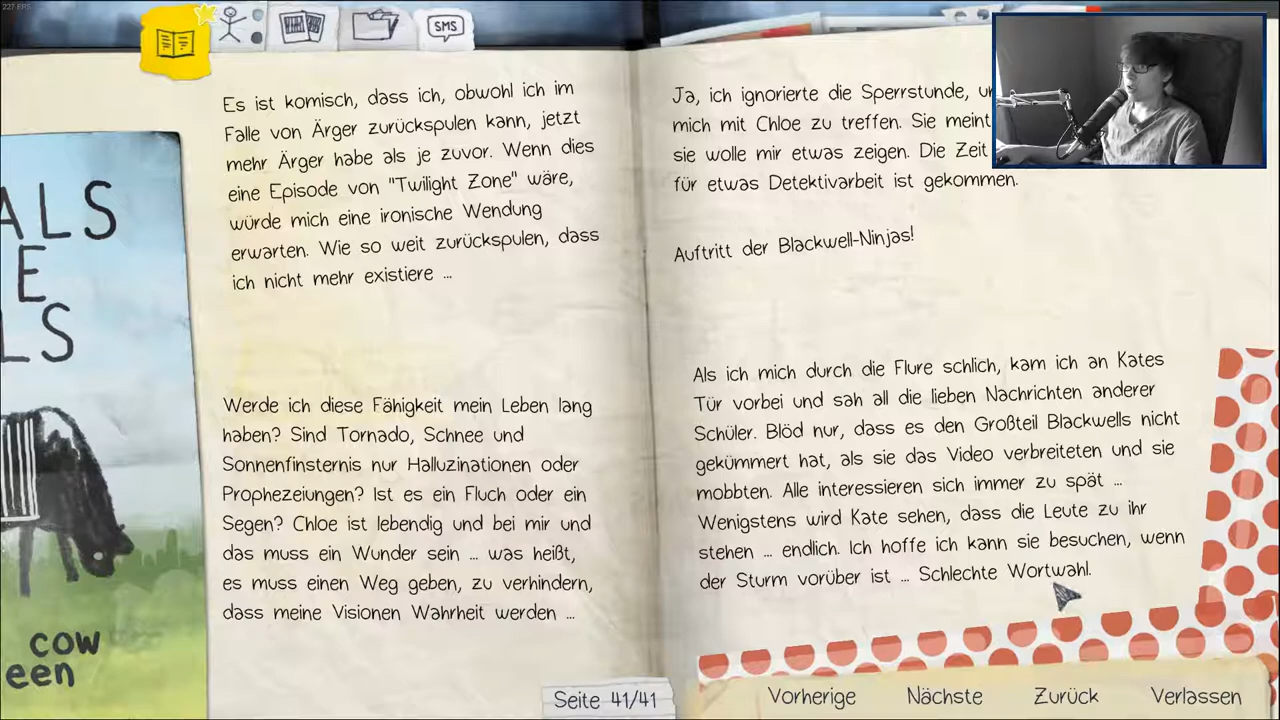 227 FPS
SMS
Es ist komisch, dass ich, obwohl ich im
Falle von Ärger zurückspulen kann, jetzt
mehr Ärger habe als je zuvor. Wenn dies
eine Episode von "Twilight Zone" wäre,
würde mich eine ironische Wendung
erwarten. Wie so weit zurückspulen, dass
ich nicht mehr existiere ...
Werde ich diese Fähigkeit mein Leben lang
haben? Sind Tornado, Schnee und
Sonnenfinsternis nur Halluzinationen oder
Prophezeiungen? Ist es ein Fluch oder ein
Segen? Chloe ist lebendig und bei mir und
das muss ein Wunder sein ... was heißt,
es muss einen Weg geben, zu verhindern,
dass meine Visionen Wahrheit werden ...
ALS
E
LS
cow
een
Ja, ich ignorierte die Sperrstunde,
mich mit Chloe zu treffen. Sie meint
sie wolle mir etwas zeigen. Die Zeit
für etwas Detektivarbeit ist gekommen.
Auftritt der Blackwell-Ninjas!
Als ich mich durch die Flure schlich, kam ich an Kates
Tür vorbei und sah all die lieben Nachrichten anderer
Schüler. Blöd nur, dass es den Großteil Blackwells nicht
gekümmert hat, als sie das Video verbreiteten und sie
mobbten. Alle interessieren sich immer zu spät ...
Wenigstens wird Kate sehen, dass die Leute zu ihr
stehen ... endlich. Ich hoffe ich kann sie besuchen, wenn
der Sturm vorüber ist ... Schlechte Wortwahl.
Seite 41/41
Vorherige Nächste Zurück Verlassen